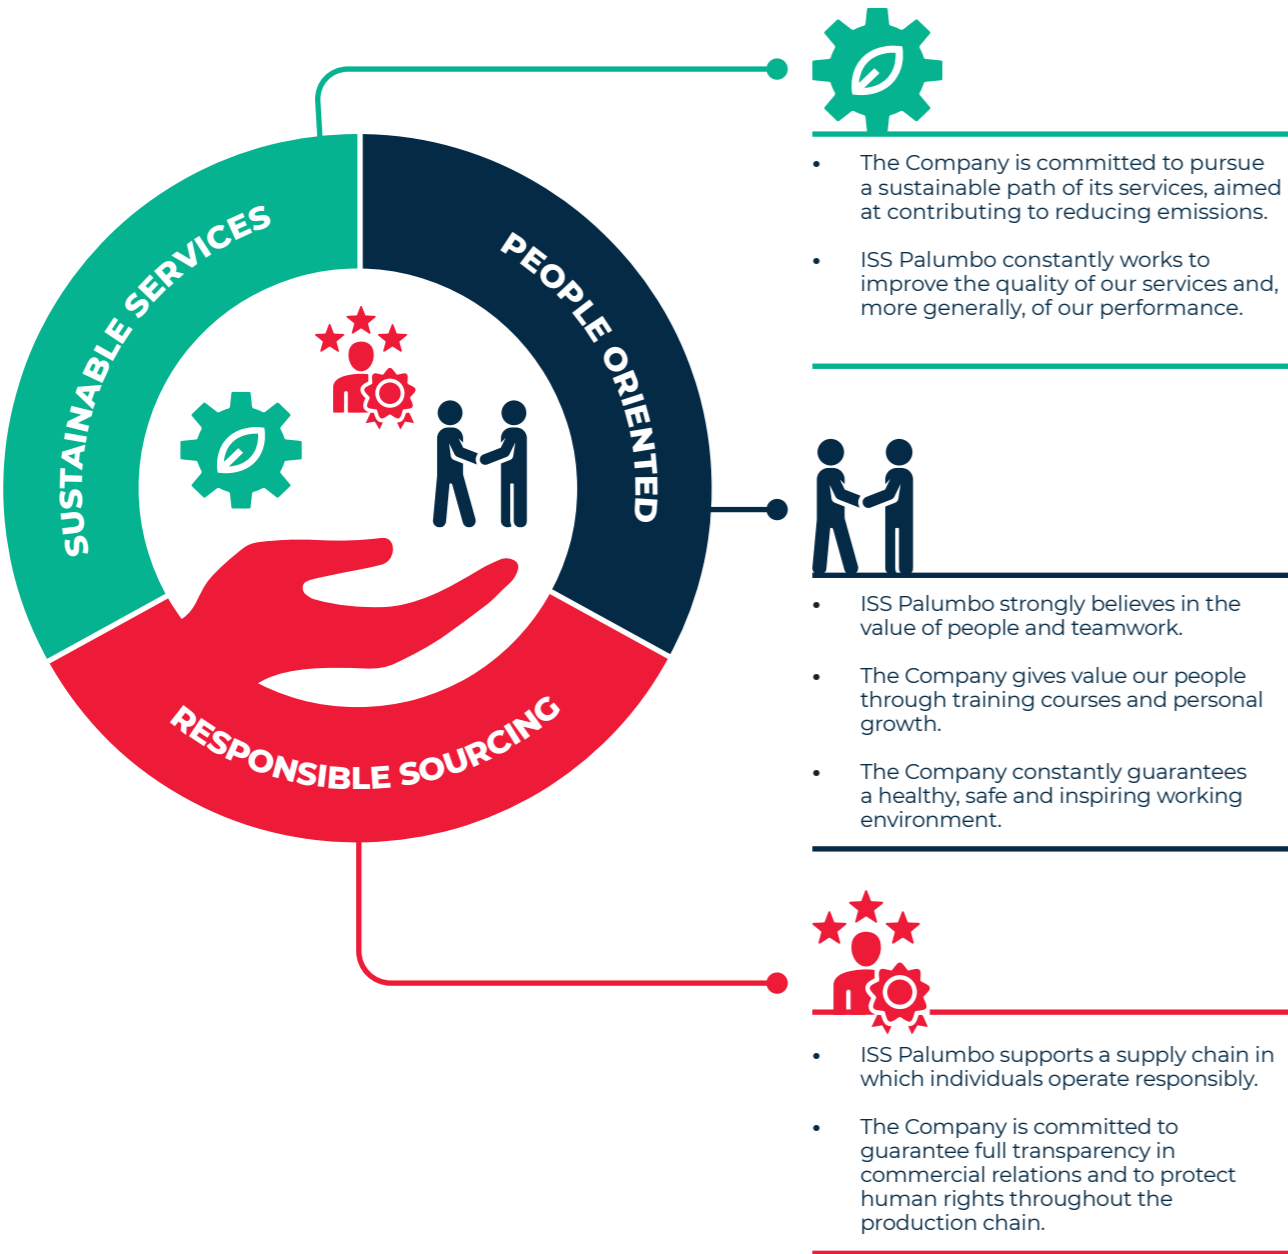 SUSTAINABLE SERVICES
PEOPLE ORIENTED
RESPONSIBLE SOURCING
• The Company is committed to pursue
a sustainable path of its services, aimed
at contributing to reducing emissions.
• ISS Palumbo constantly works to
improve the quality of our services and,
more generally, of our performance.
• ISS Palumbo strongly believes in the
value of people and teamwork.
• The Company gives value our people
through training courses and personal
growth.
• The Company constantly guarantees
a healthy, safe and inspiring working
environment.
• ISS Palumbo supports a supply chain in
which individuals operate responsibly.
• The Company is committed to
guarantee full transparency in
commercial relations and to protect
human rights throughout the
production chain.